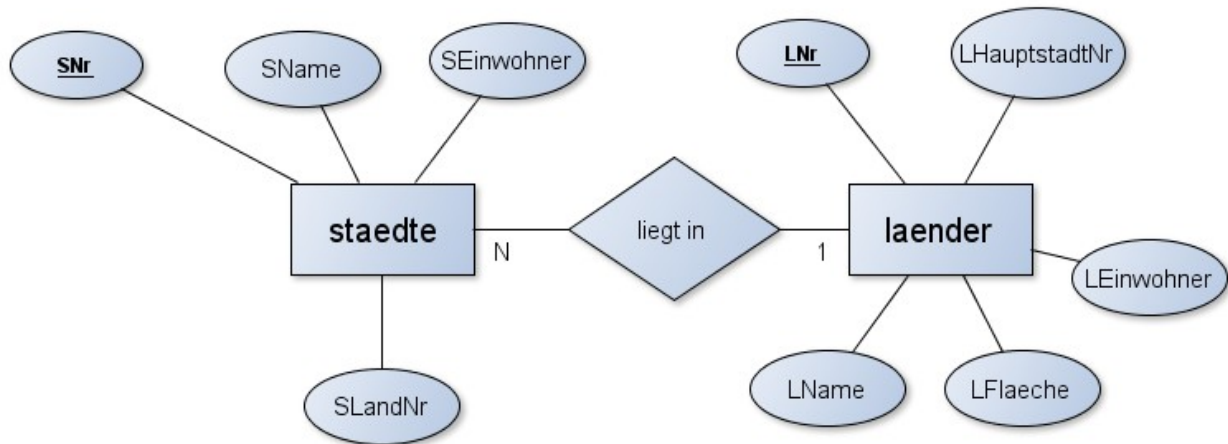 SNr
SName
SEinwohner
LNr
LHauptstadtNr
staedte
N
liegt in
1
laender
LEinwohner
SLandNr
LName
LFlaeche